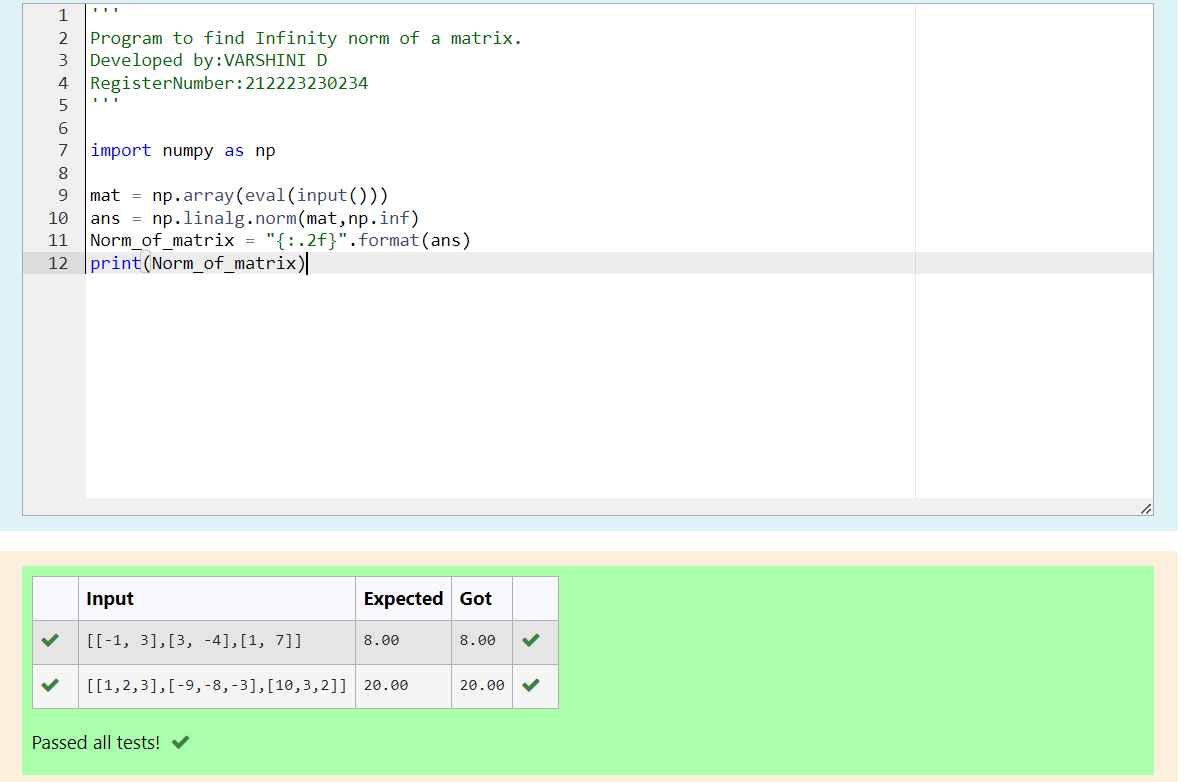 1 '''
2 Program to find Infinity norm of a matrix.
3 Developed by:VARSHINI D
4 RegisterNumber:212223230234
5 '''
6
7 import numpy as np
8
9 mat = np.array(eval(input()))
10 ans = np.linalg.norm(mat,np.inf)
11 Norm_of_matrix = "{:.2f}".format(ans)
12 print(Norm_of_matrix)
Input Expected Got
[[-1, 3],[3, -4],[1, 7]] 8.00 8.00
[[1,2,3],[-9,-8,-3],[10,3,2]] 20.00 20.00
Passed all tests!